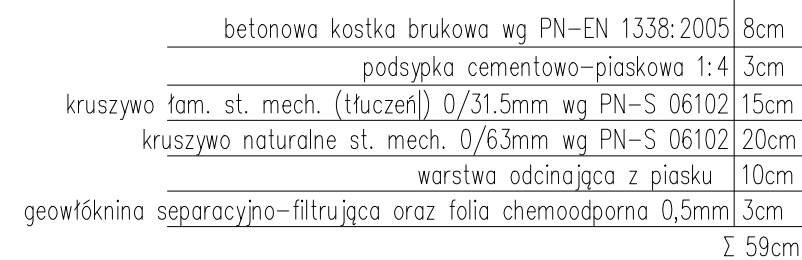 betonowa kostka brukowa wg PN-EN 1338:2005 8cm
podsypka cementowo-piaskowa 1:4 3cm
kruszywo łam. st. mech. (tłuczeń|) 0/31.5mm wg PN-S 06102 15cm
kruszywo naturalne st. mech. 0/63mm wg PN-S 06102 20cm
warstwa odcinająca z piasku 10cm
geowłóknina separacyjno-filtrująca oraz folia chemoodporna 0,5mm 3cm
Σ 59cm